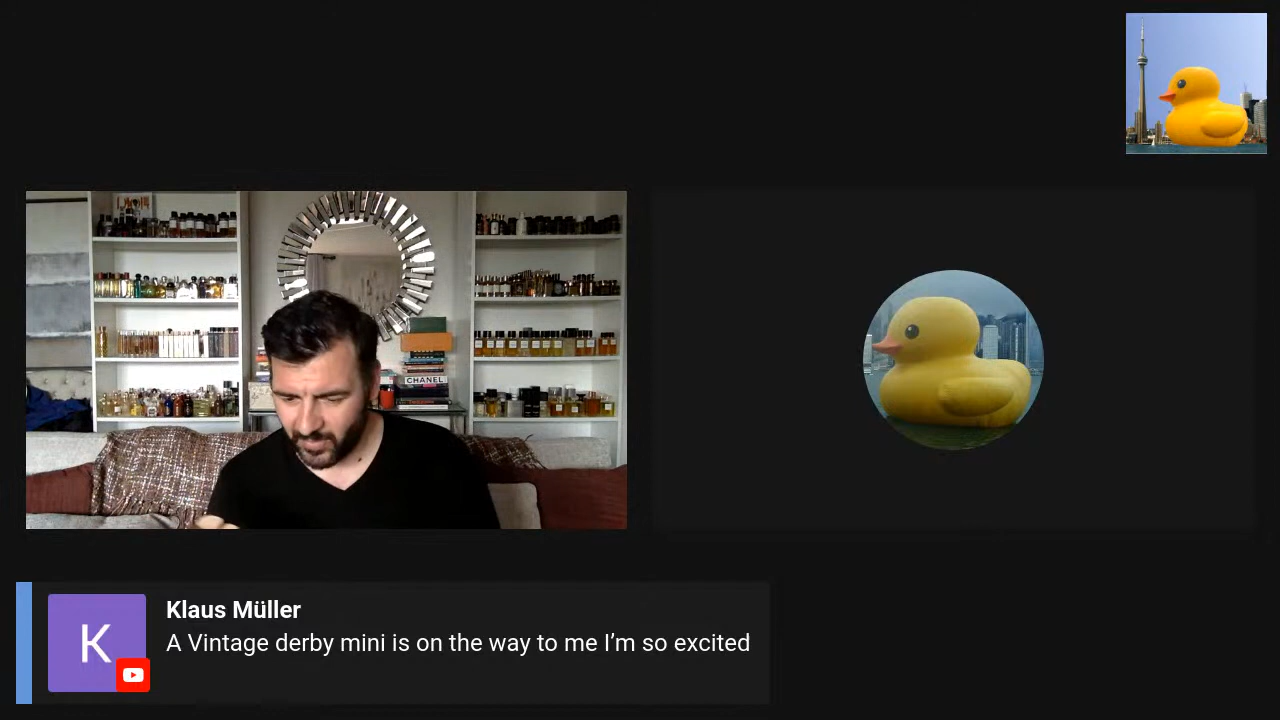 CHANEL
K
Klaus Müller
A Vintage derby mini is on the way to me I’m so excited